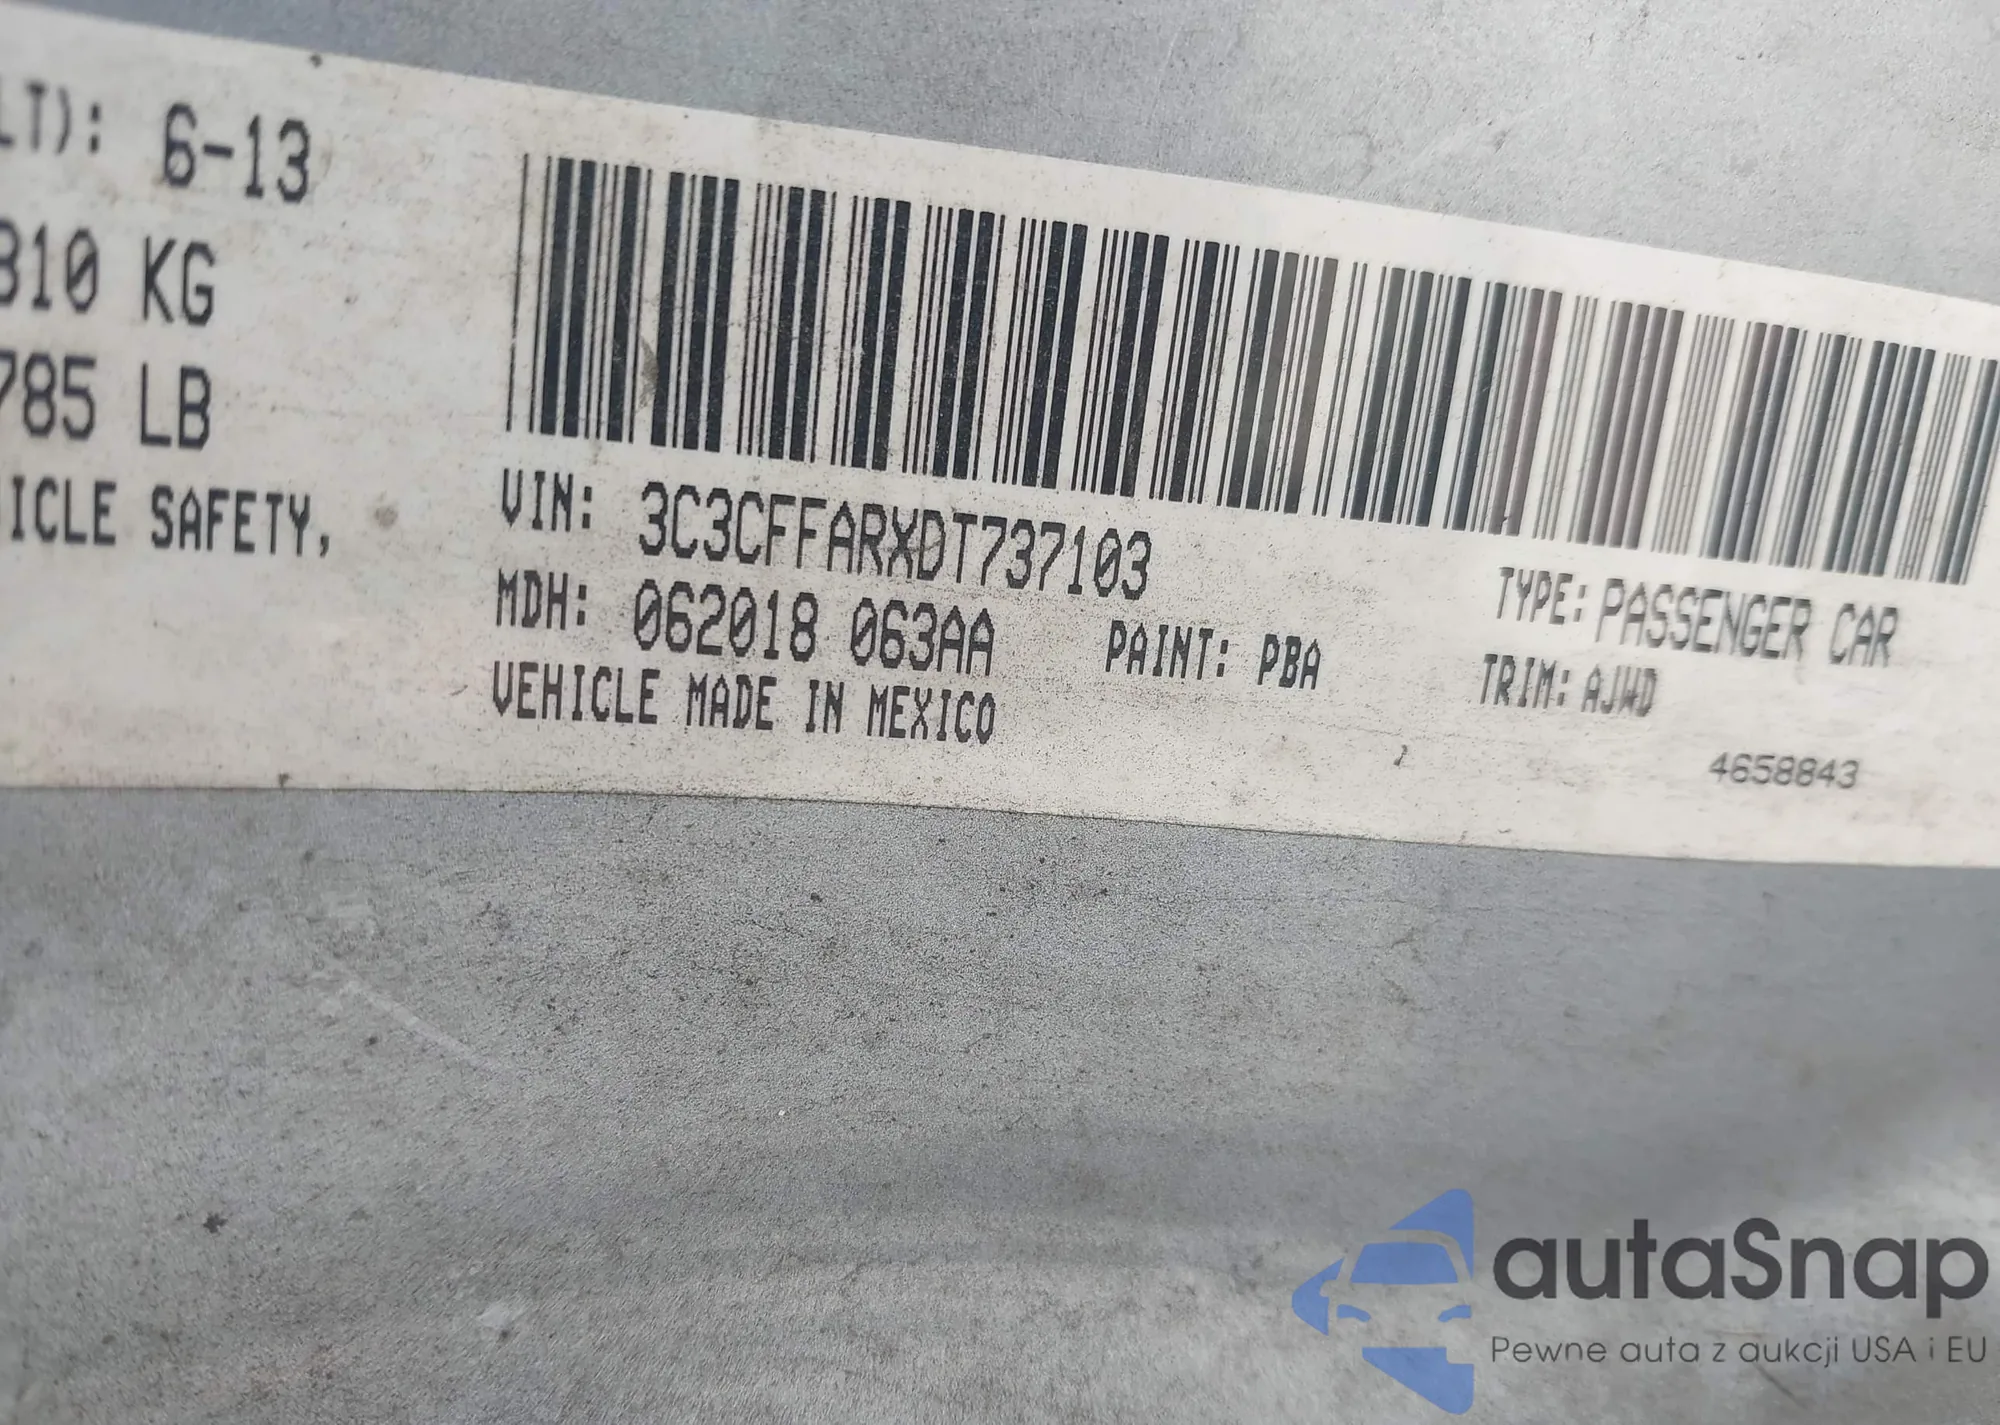 LT): 6-13
310 KG
785 LB
ICLE SAFETY,
VIN: 3C3CFFARXDT737103
TYPE: PASSENGER CAR
MDH: 062018 063AA
PAINT: PBA
TRIM: AJWD
VEHICLE MADE IN MEXICO
4658843
autaSnap
Pewne auta z aukcji USA i EU